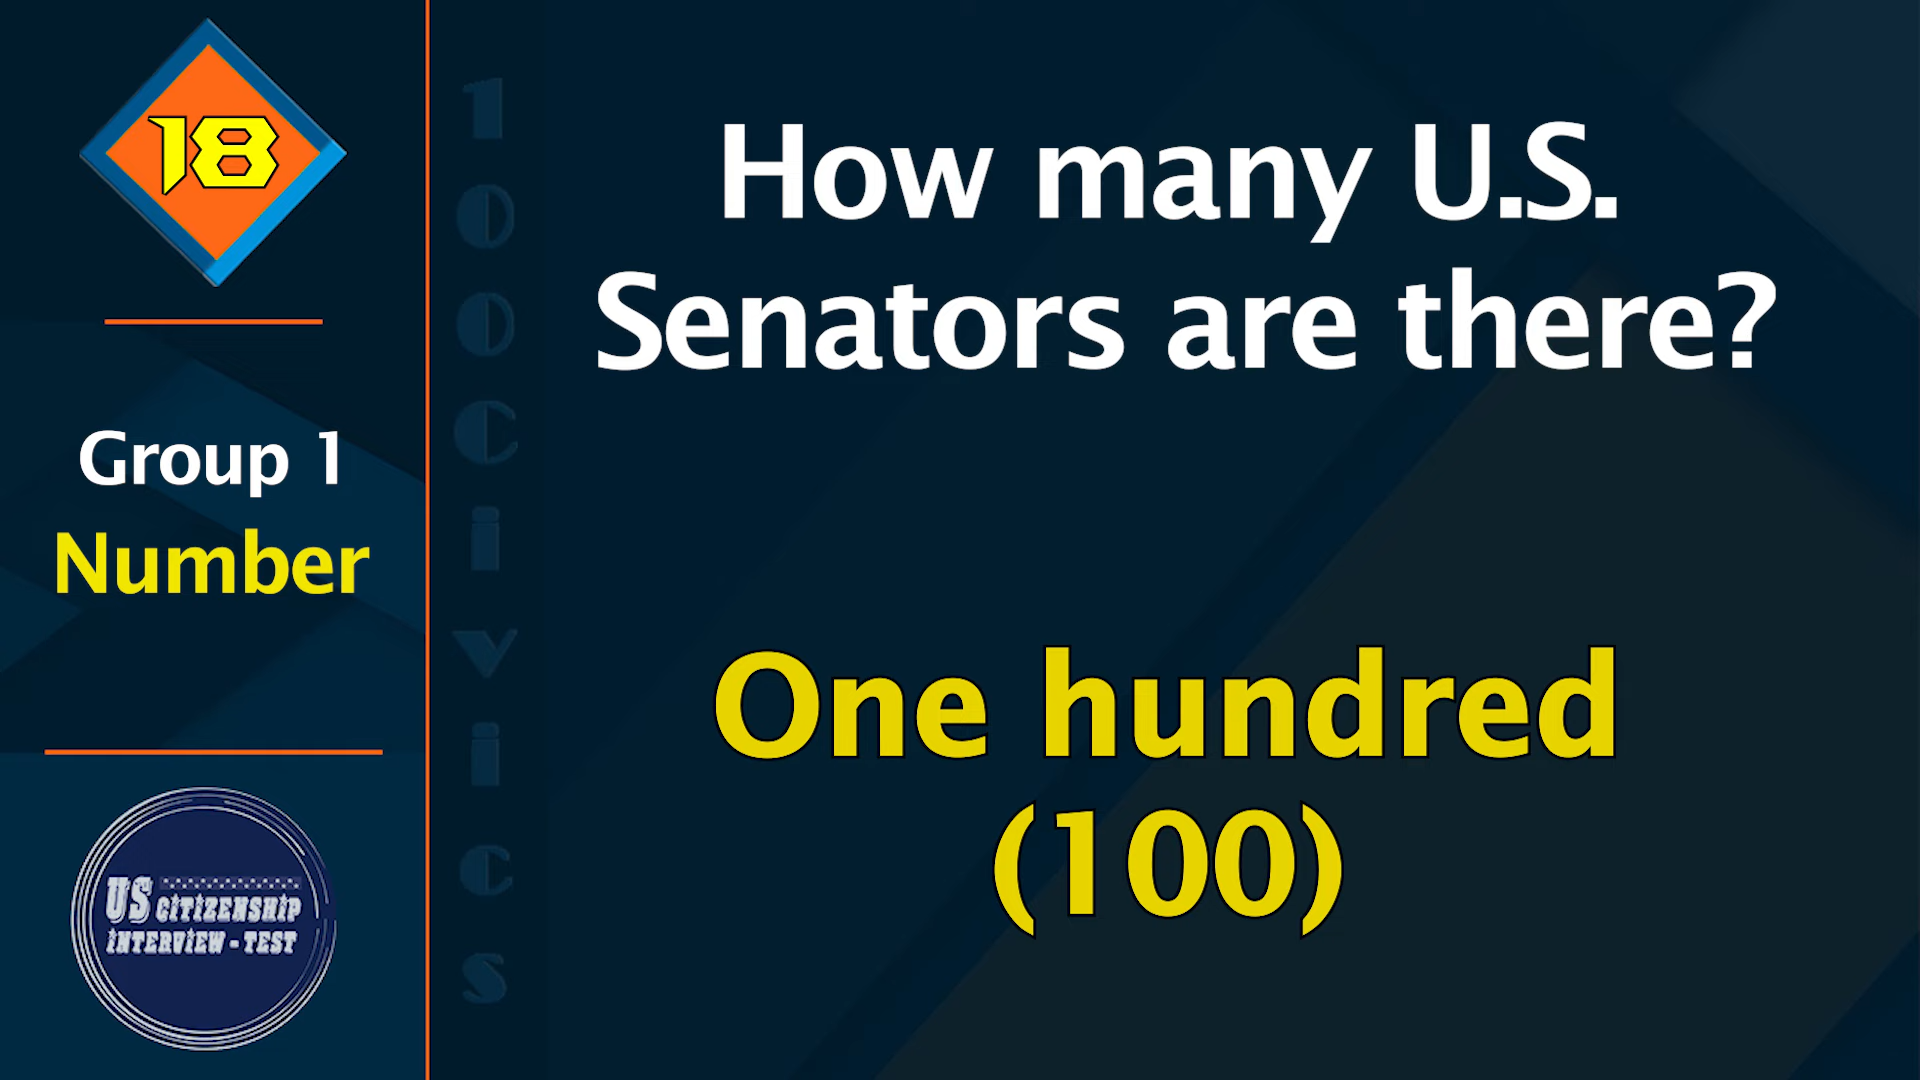 18
Group 1
Number
US CITIZENSHIP
INTERVIEW - TEST
100 Civics
How many U.S.
Senators are there?
One hundred
(100)